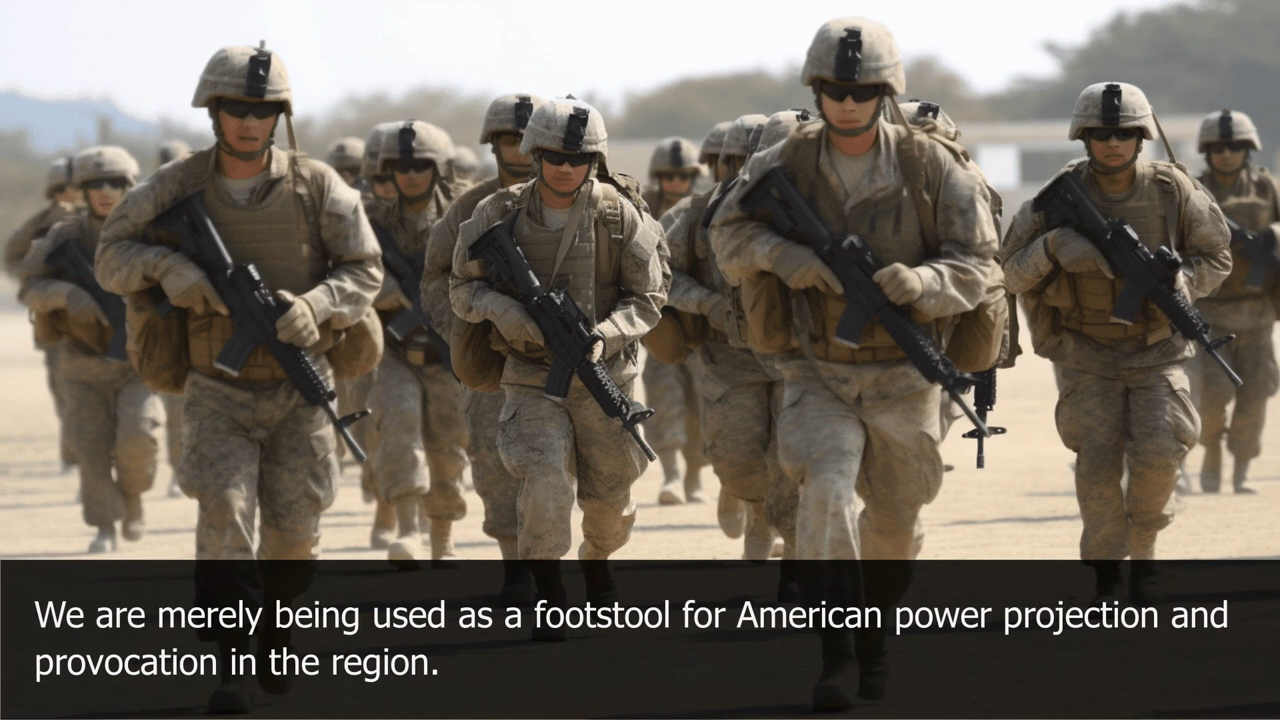 We are merely being used as a footstool for American power projection and
provocation in the region.